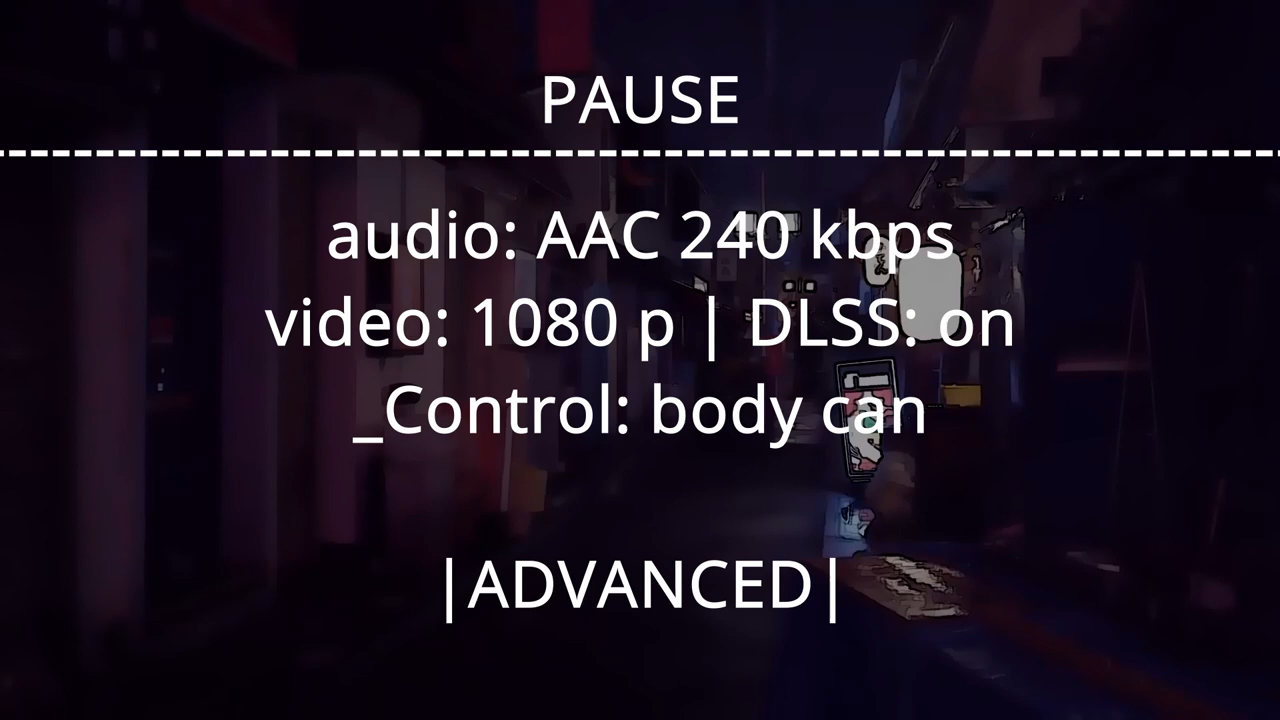 PAUSE
audio: AAC 240 kbps
video: 1080 p | DLSS: on
_Control: body can
|ADVANCED|